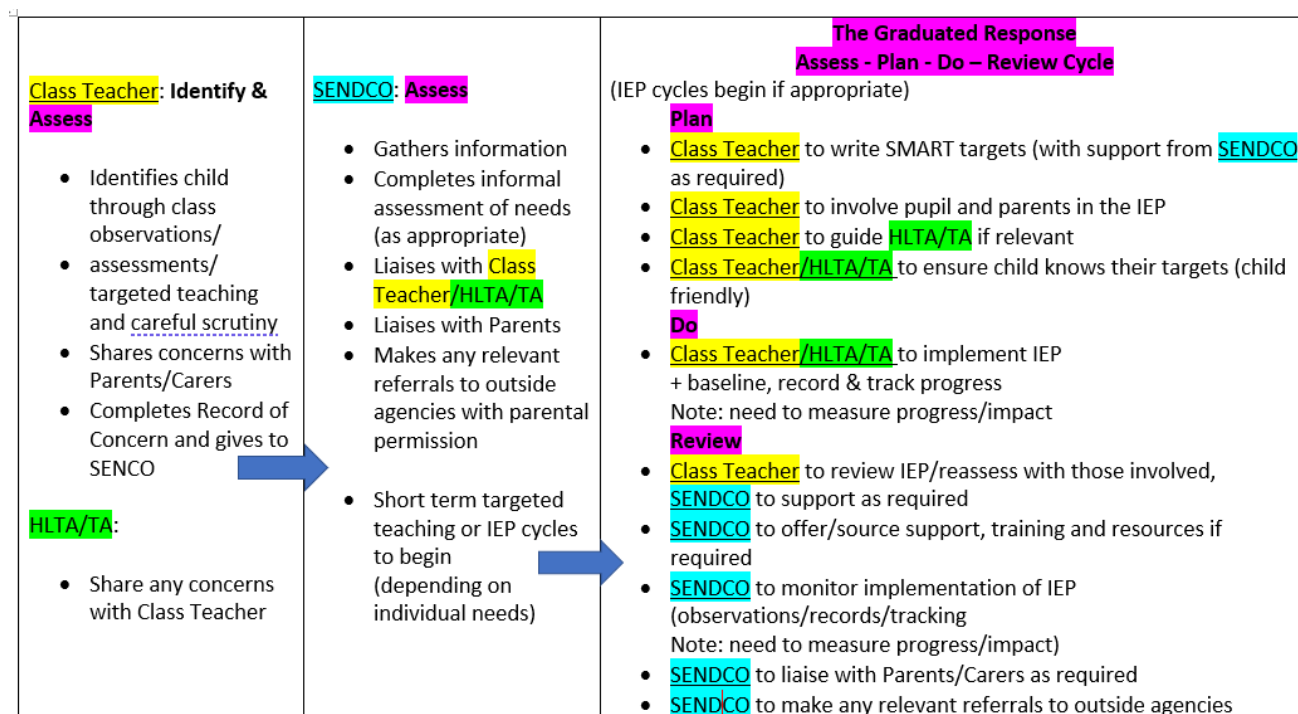 Class Teacher: Identify &
Assess
• Identifies child
through class
observations/
• assessments/
targeted teaching
and careful scrutiny
• Shares concerns with
Parents/Carers
• Completes Record of
Concern and gives to
SENCO
HLTA/TA:
• Share any concerns
with Class Teacher
SENDCO: Assess
• Gathers information
• Completes informal
assessment of needs
(as appropriate)
• Liaises with Class
Teacher/HLTA/TA
• Liaises with Parents
• Makes any relevant
referrals to outside
agencies with parental
permission
• Short term targeted
teaching or IEP cycles
to begin
(depending on
individual needs)
The Graduated Response
Assess - Plan - Do – Review Cycle
(IEP cycles begin if appropriate)
Plan
• Class Teacher to write SMART targets (with support from SENDCO
as required)
• Class Teacher to involve pupil and parents in the IEP
• Class Teacher to guide HLTA/TA if relevant
• Class Teacher/HLTA/TA to ensure child knows their targets (child
friendly)
Do
• Class Teacher/HLTA/TA to implement IEP
+ baseline, record & track progress
Note: need to measure progress/impact
Review
• Class Teacher to review IEP/reassess with those involved,
SENDCO to support as required
• SENDCO to offer/source support, training and resources if
required
• SENDCO to monitor implementation of IEP
(observations/records/tracking
Note: need to measure progress/impact)
• SENDCO to liaise with Parents/Carers as required
• SENDCO to make any relevant referrals to outside agencies